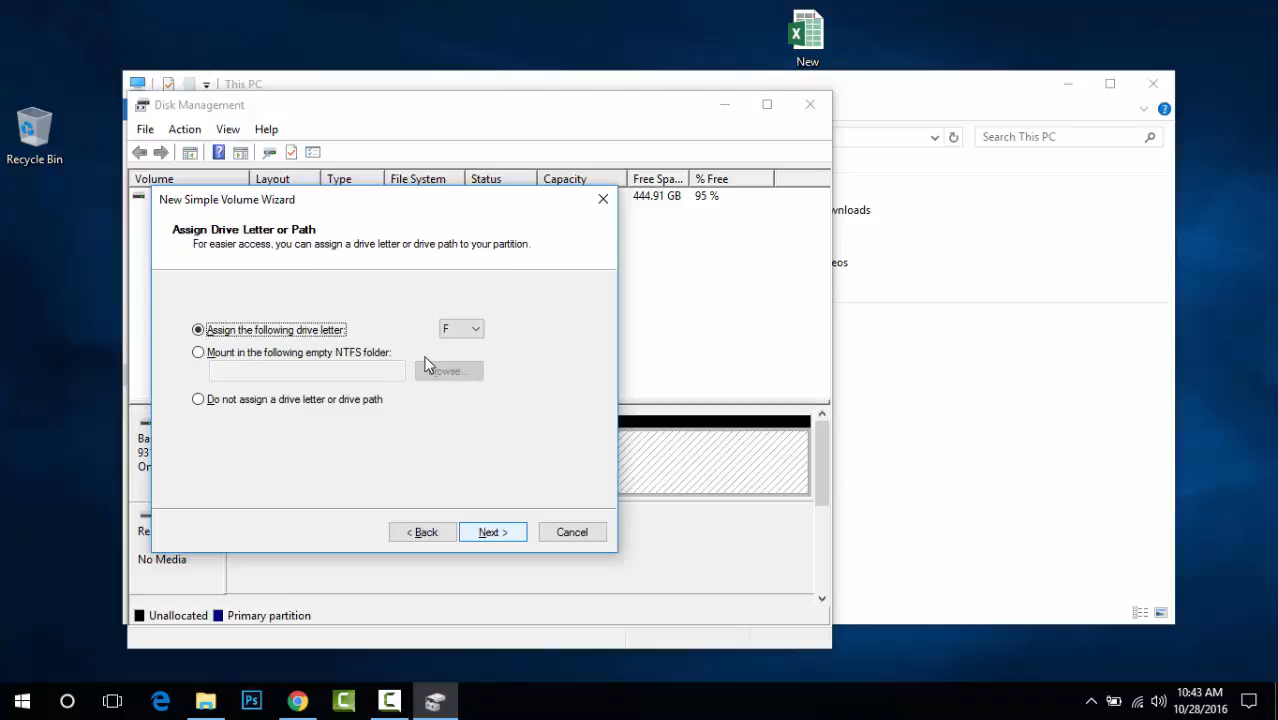 New
Recycle Bin
This PC
Search This PC
Disk Management
File Action View Help
Volume Layout Type File System Status Capacity Free Spa... % Free
444.91 GB 95 %
wnloads
eos
New Simple Volume Wizard
Assign Drive Letter or Path
For easier access, you can assign a drive letter or drive path to your partition.
Assign the following drive letter: F
Mount in the following empty NTFS folder:
owse...
Do not assign a drive letter or drive path
< Back Next > Cancel
Ba
931
On
Re
No Media
Unallocated Primary partition
10:43 AM
10/28/2016